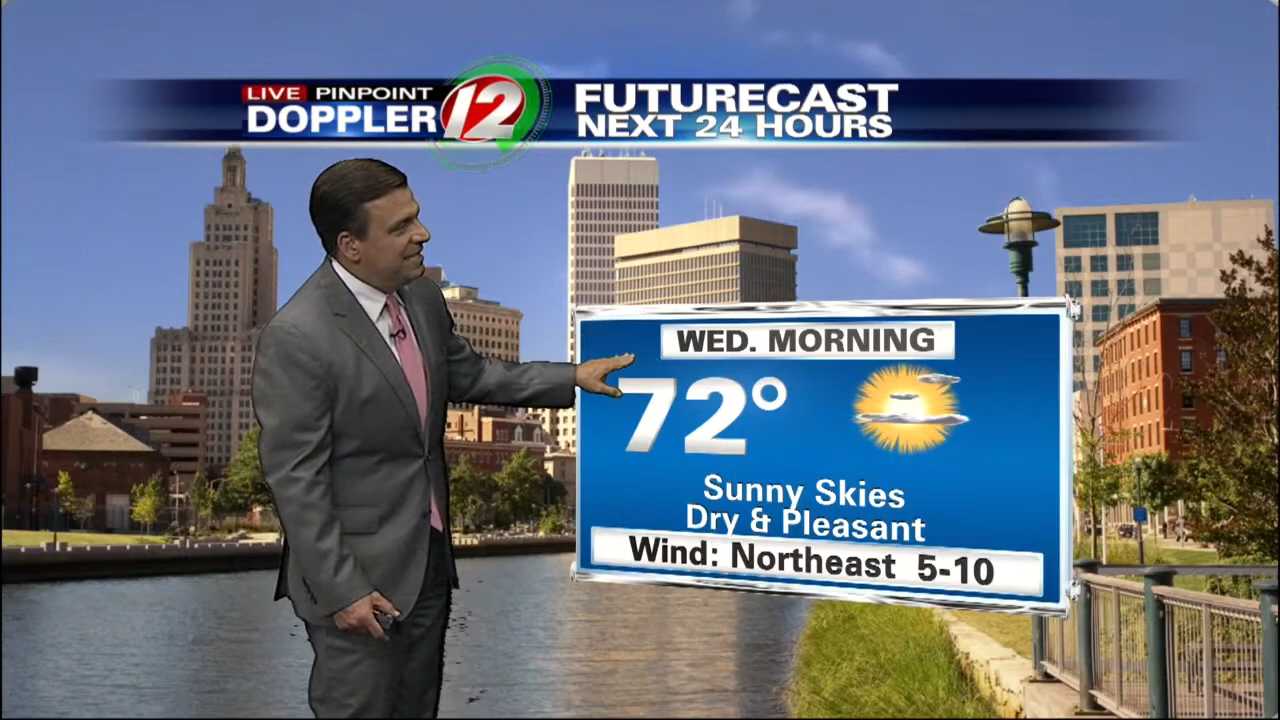 LIVE PINPOINT
DOPPLER 12
FUTURECAST
NEXT 24 HOURS
WED. MORNING
72°
Sunny Skies
Dry & Pleasant
Wind: Northeast 5-10